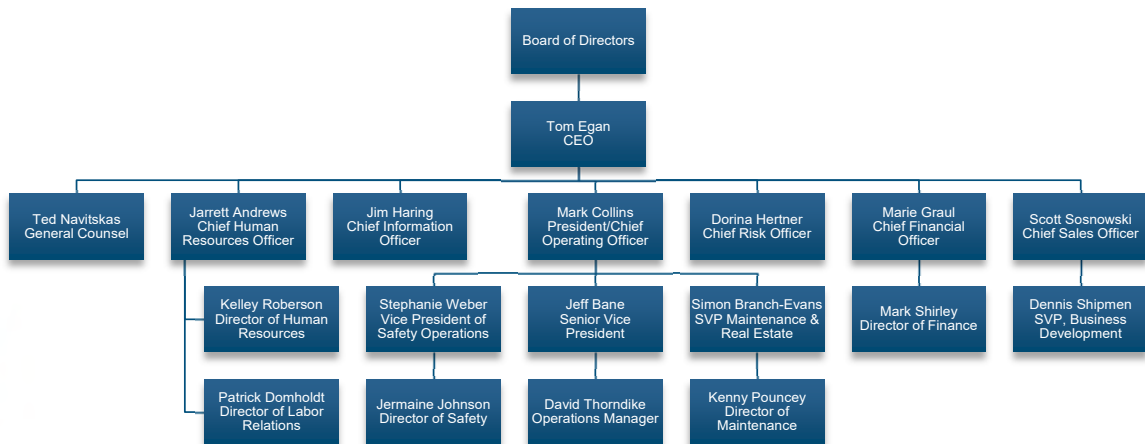 Board of Directors
Tom Egan
CEO
Ted Navitskas
General Counsel
Jarrett Andrews
Chief Human
Resources Officer
Jim Haring
Chief Information
Officer
Mark Collins
President/Chief
Operating Officer
Dorina Hertner
Chief Risk Officer
Marie Graul
Chief Financial
Officer
Scott Sosnowski
Chief Sales Officer
Kelley Roberson
Director of Human
Resources
Stephanie Weber
Vice President of
Safety Operations
Jeff Bane
Senior Vice
President
Simon Branch-Evans
SVP Maintenance &
Real Estate
Mark Shirley
Director of Finance
Dennis Shipmen
SVP, Business
Development
Patrick Domholdt
Director of Labor
Relations
Jermaine Johnson
Director of Safety
David Thorndike
Operations Manager
Kenny Pouncey
Director of
Maintenance